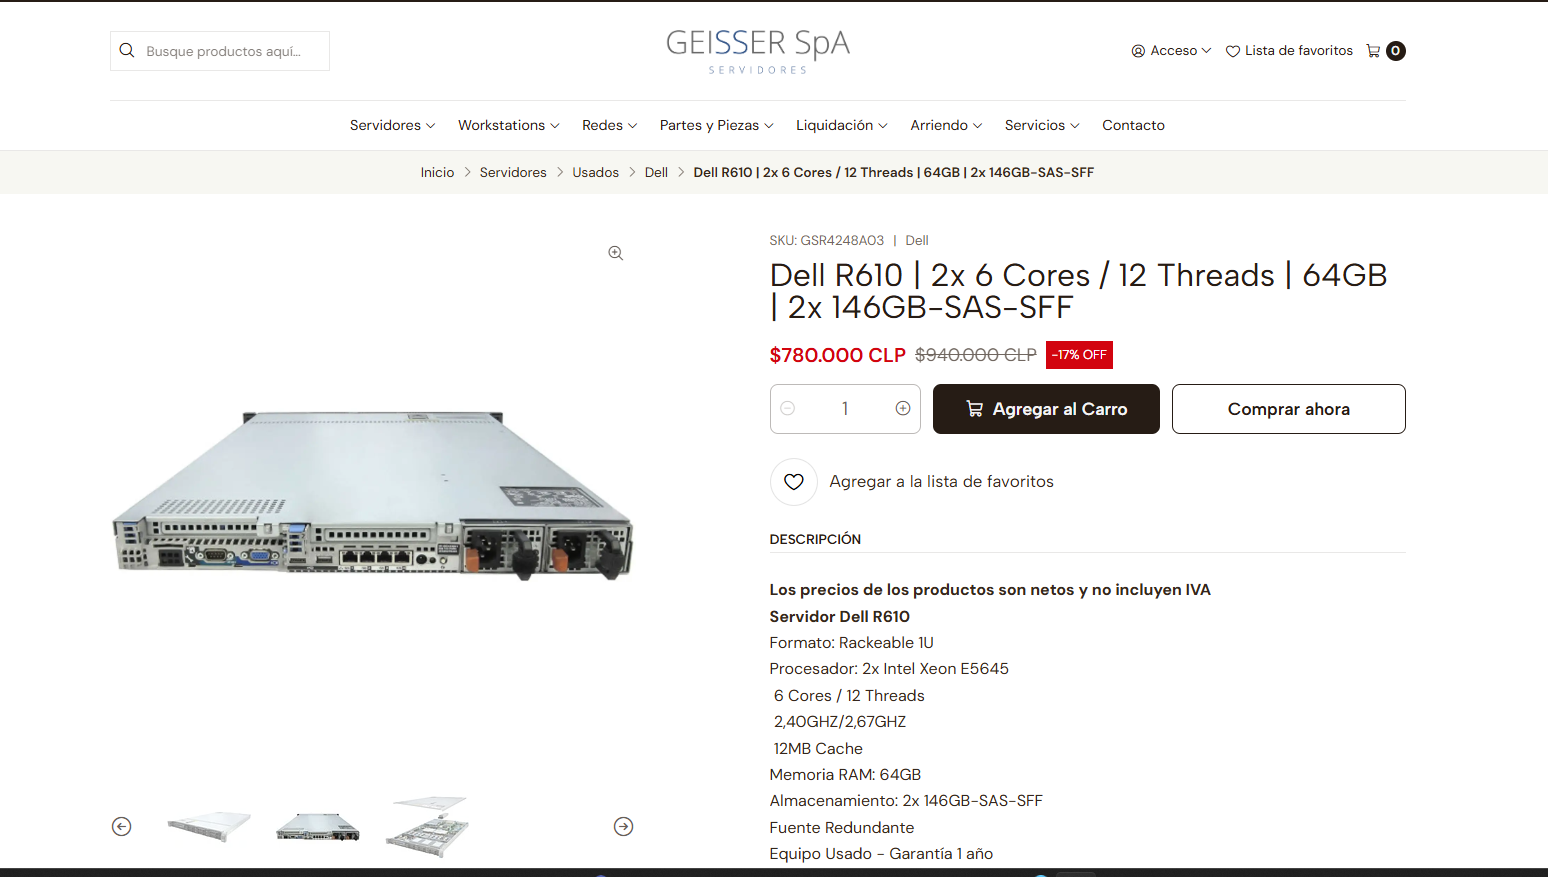 Busque productos aquí...
GEISSER SpA
SERVIDORES
Acceso
Lista de favoritos
0
Servidores
Workstations
Redes
Partes y Piezas
Liquidación
Arriendo
Servicios
Contacto
Inicio > Servidores > Usados > Dell > Dell R610 | 2x 6 Cores / 12 Threads | 64GB | 2x 146GB-SAS-SFF
SKU: GSR4248A03 | Dell
Dell R610 | 2x 6 Cores / 12 Threads | 64GB
| 2x 146GB-SAS-SFF
$780.000 CLP $940.000 CLP -17% OFF
1
Agregar al Carro
Comprar ahora
Agregar a la lista de favoritos
DESCRIPCIÓN
Los precios de los productos son netos y no incluyen IVA
Servidor Dell R610
Formato: Rackeable 1U
Procesador: 2x Intel Xeon E5645
6 Cores / 12 Threads
2,40GHZ/2,67GHZ
12MB Cache
Memoria RAM: 64GB
Almacenamiento: 2x 146GB-SAS-SFF
Fuente Redundante
Equipo Usado - Garantía 1 año